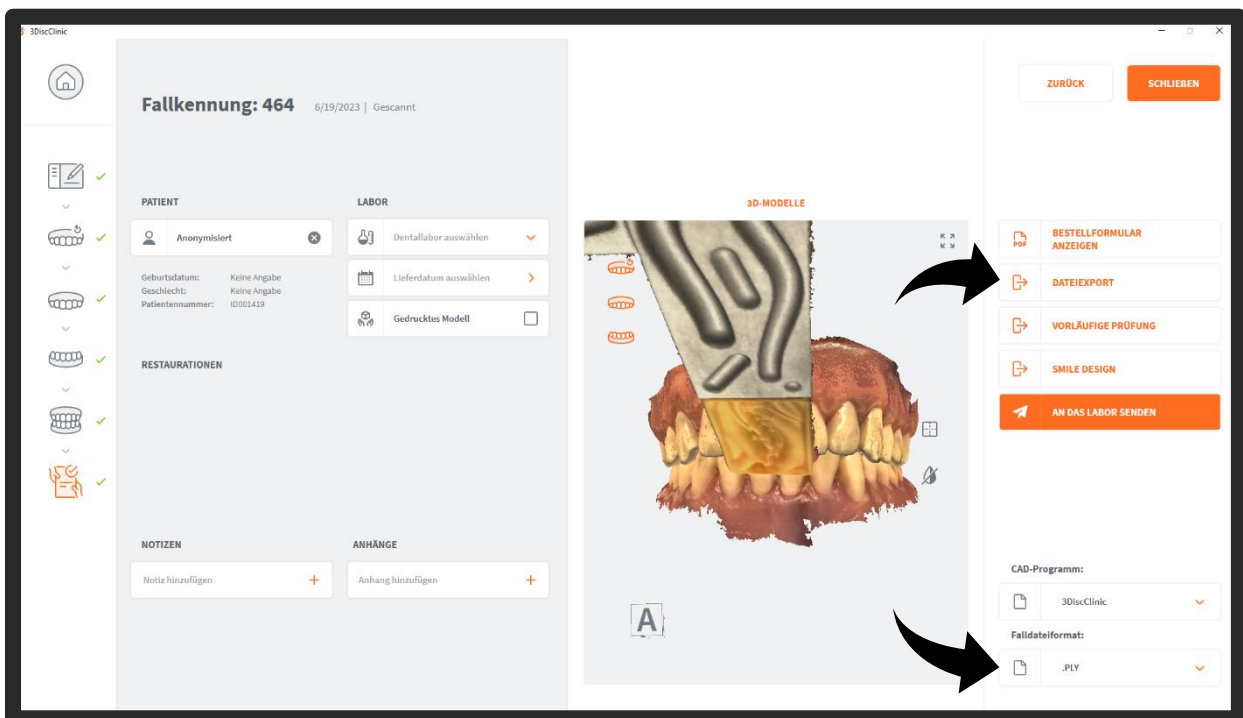 3DiscClinic
ZURÜCK
SCHLIEßEN
Fallkennung: 464 6/19/2023 | Gescannt
PATIENT
Anonymisiert
Geburtsdatum: Keine Angabe
Geschlecht: Keine Angabe
Patientennummer: ID001419
LABOR
Dentallabor auswählen
Lieferdatum auswählen
Gedrucktes Modell
RESTAURATIONEN
NOTIZEN
Notiz hinzufügen
ANHÄNGE
Anhang hinzufügen
3D-MODELLE
A
PDF
BESTELLFORMULAR
ANZEIGEN
DATEIEXPORT
VORLÄUFIGE PRÜFUNG
SMILE DESIGN
AN DAS LABOR SENDEN
CAD-Programm:
3DiscClinic
Falldateiformat:
.PLY